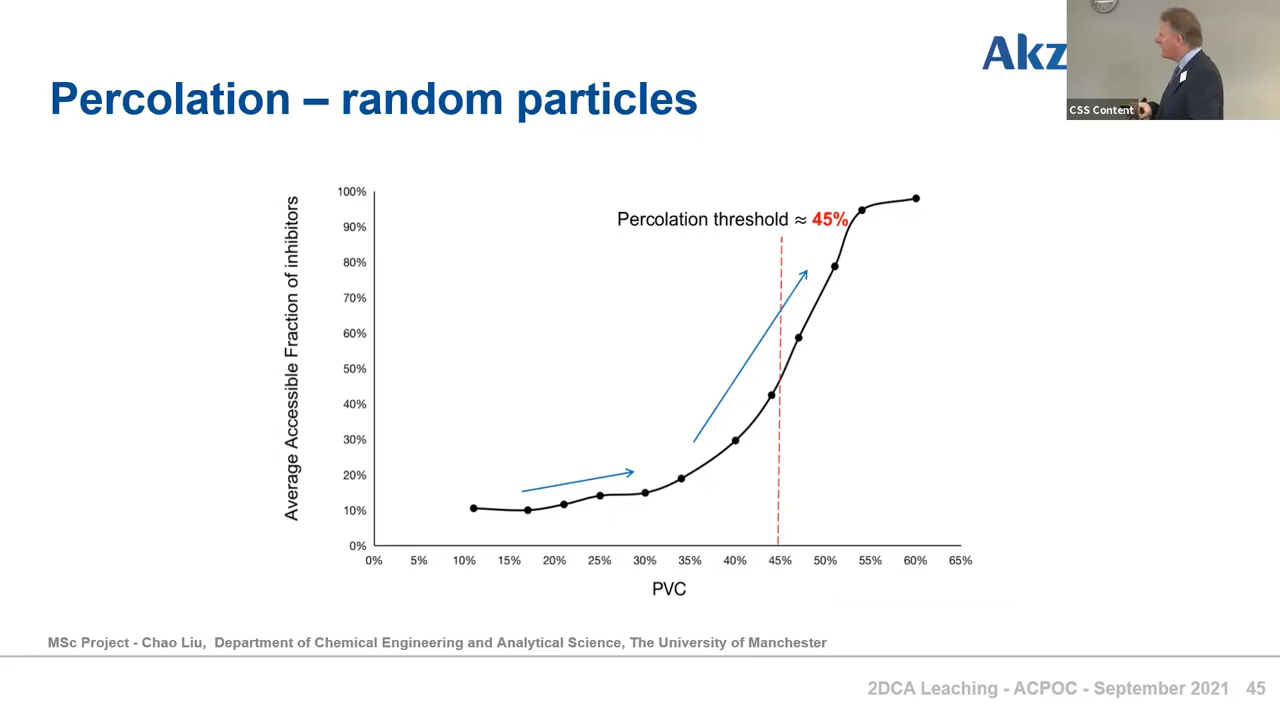 Akz
CSS Content
Percolation – random particles
Average Accessible Fraction of inhibitors
100%
90%
80%
70%
60%
50%
40%
30%
20%
10%
0%
Percolation threshold ≈ 45%
0% 5% 10% 15% 20% 25% 30% 35% 40% 45% 50% 55% 60% 65%
PVC
MSc Project - Chao Liu, Department of Chemical Engineering and Analytical Science, The University of Manchester
2DCA Leaching - ACPOC - September 2021 45